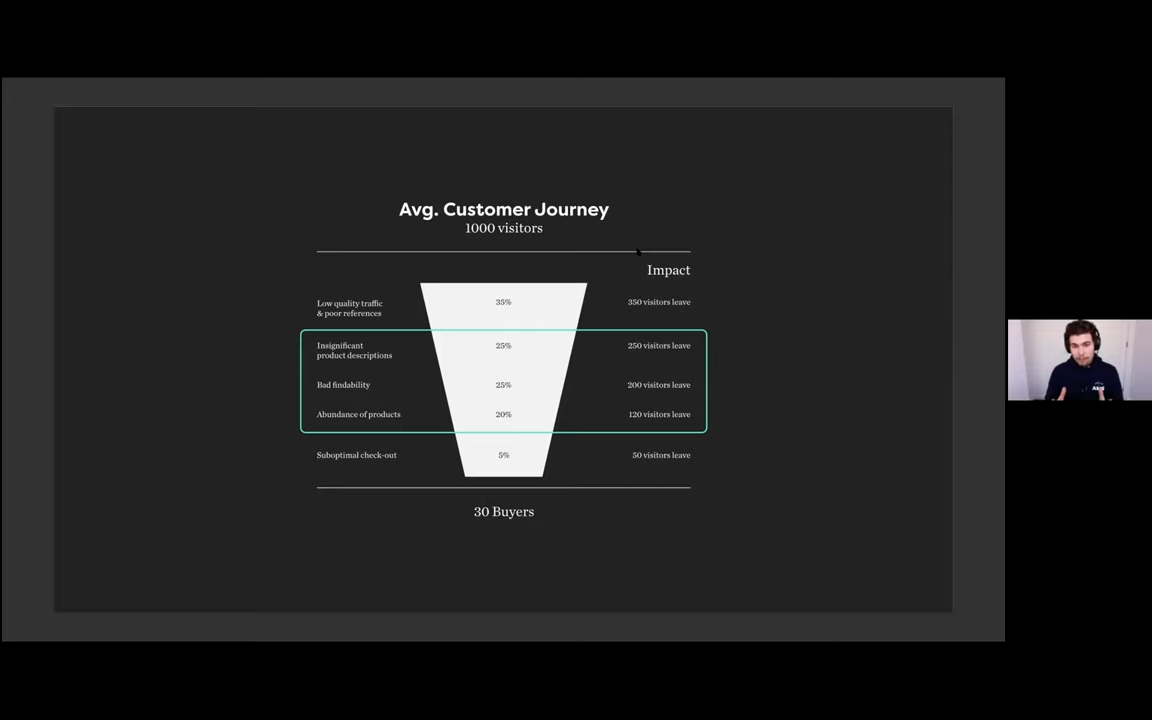 Avg. Customer Journey
1000 visitors
Impact
Low quality traffic
& poor references
35%
350 visitors leave
Insignificant
product descriptions
25%
250 visitors leave
Bad findability
25%
200 visitors leave
Abundance of products
20%
120 visitors leave
Suboptimal check-out
5%
50 visitors leave
30 Buyers